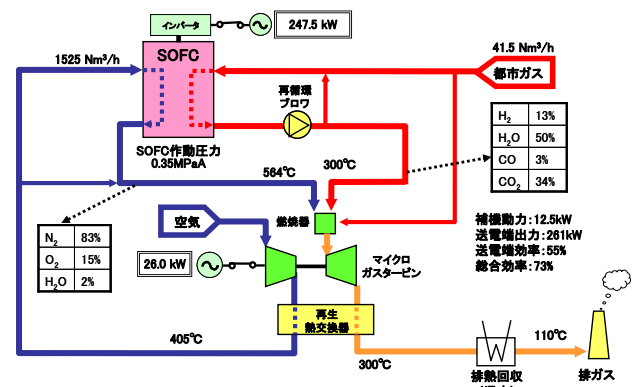 インバータ
247.5 kW
1525 Nm³/h
SOFC
41.5 Nm³/h
都市ガス
再循環
ブロワ
H₂ 13%
H₂O 50%
CO 3%
CO₂ 34%
SOFC作動圧力
0.35MPaA
564℃
300℃
空気
燃焼器
補機動力:12.5kW
送電端出力:261kW
送電端効率:55%
総合効率:73%
N₂ 83%
O₂ 15%
H₂O 2%
26.0 kW
マイクロ
ガスタービン
再生
熱交換器
405℃
300℃
110℃
排熱回収
排ガス